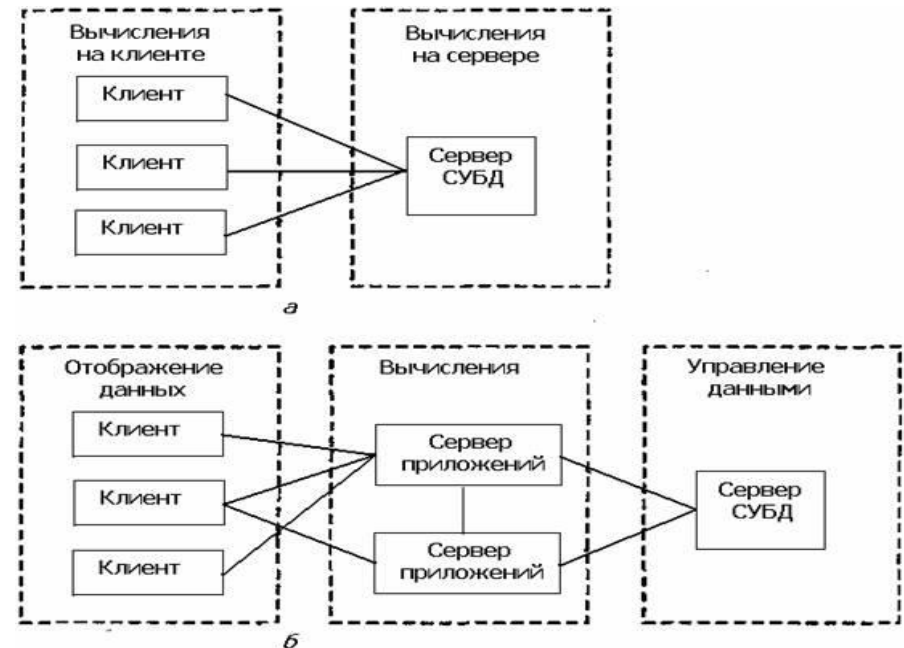 Вычисления
на клиенте
Клиент
Клиент
Клиент
Вычисления
на сервере
Сервер
СУБД
а
Отображение
данных
Клиент
Клиент
Клиент
Вычисления
Сервер
приложений
Сервер
приложений
Управление
данными
Сервер
СУБД
б